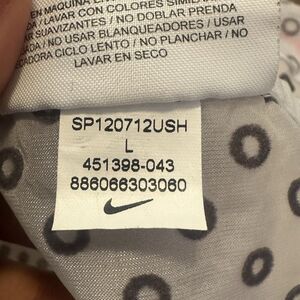 EN MAQUINA
LAVAR CON COLORES
SUAVIZANTES / NO DOBLAR PRENDA
/ NO USAR BLANQUEADORES / USAR
CADORA CICLO LENTO / NO PLANCHAR / NO
LAVAR EN SECO
SP120712USH
L
451398-043
886066303060